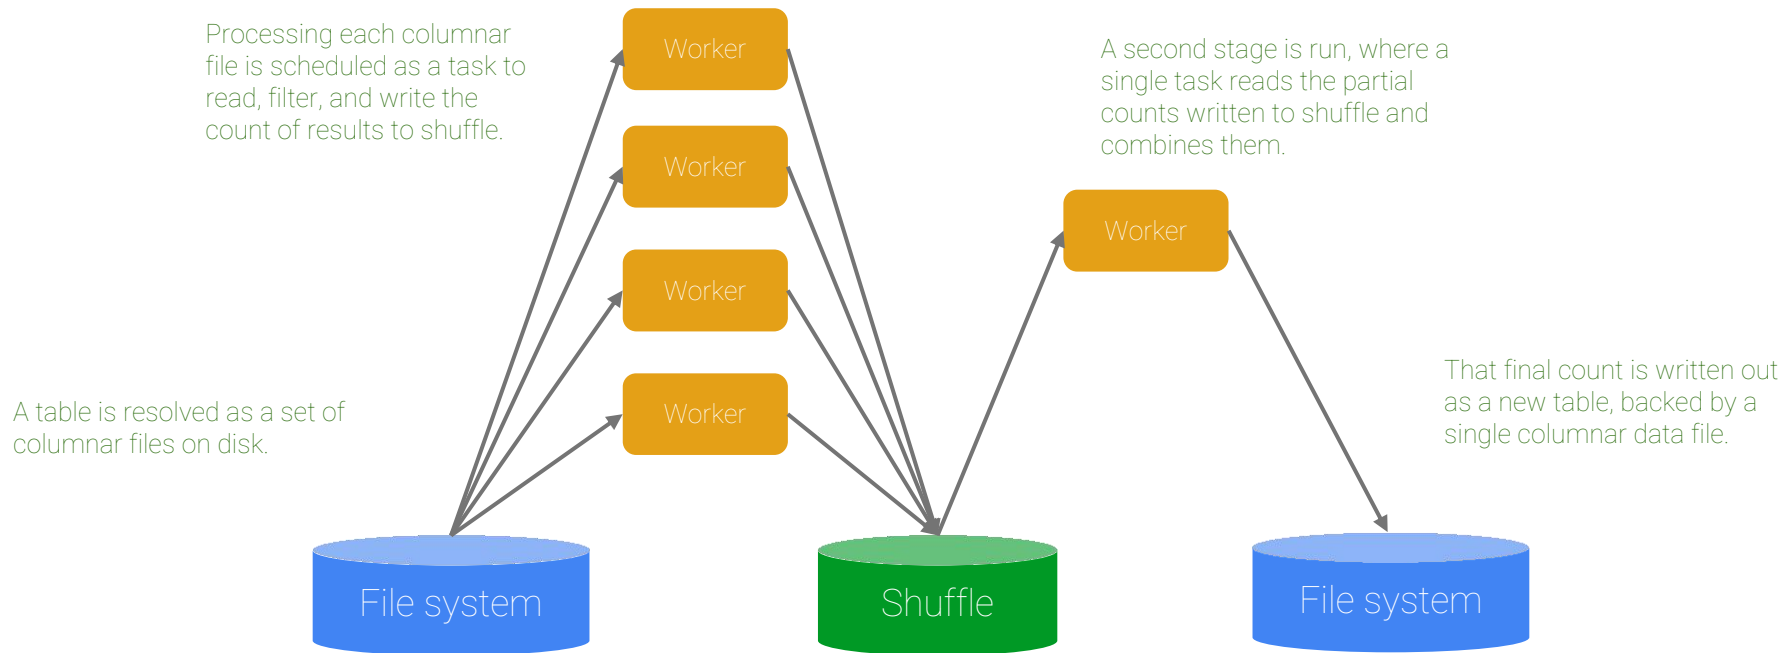 Processing each columnar
file is scheduled as a task to
read, filter, and write the
count of results to shuffle.
Worker
Worker
Worker
Worker
A second stage is run, where a
single task reads the partial
counts written to shuffle and
combines them.
Worker
A table is resolved as a set of
columnar files on disk.
That final count is written out
as a new table, backed by a
single columnar data file.
File system
Shuffle
File system